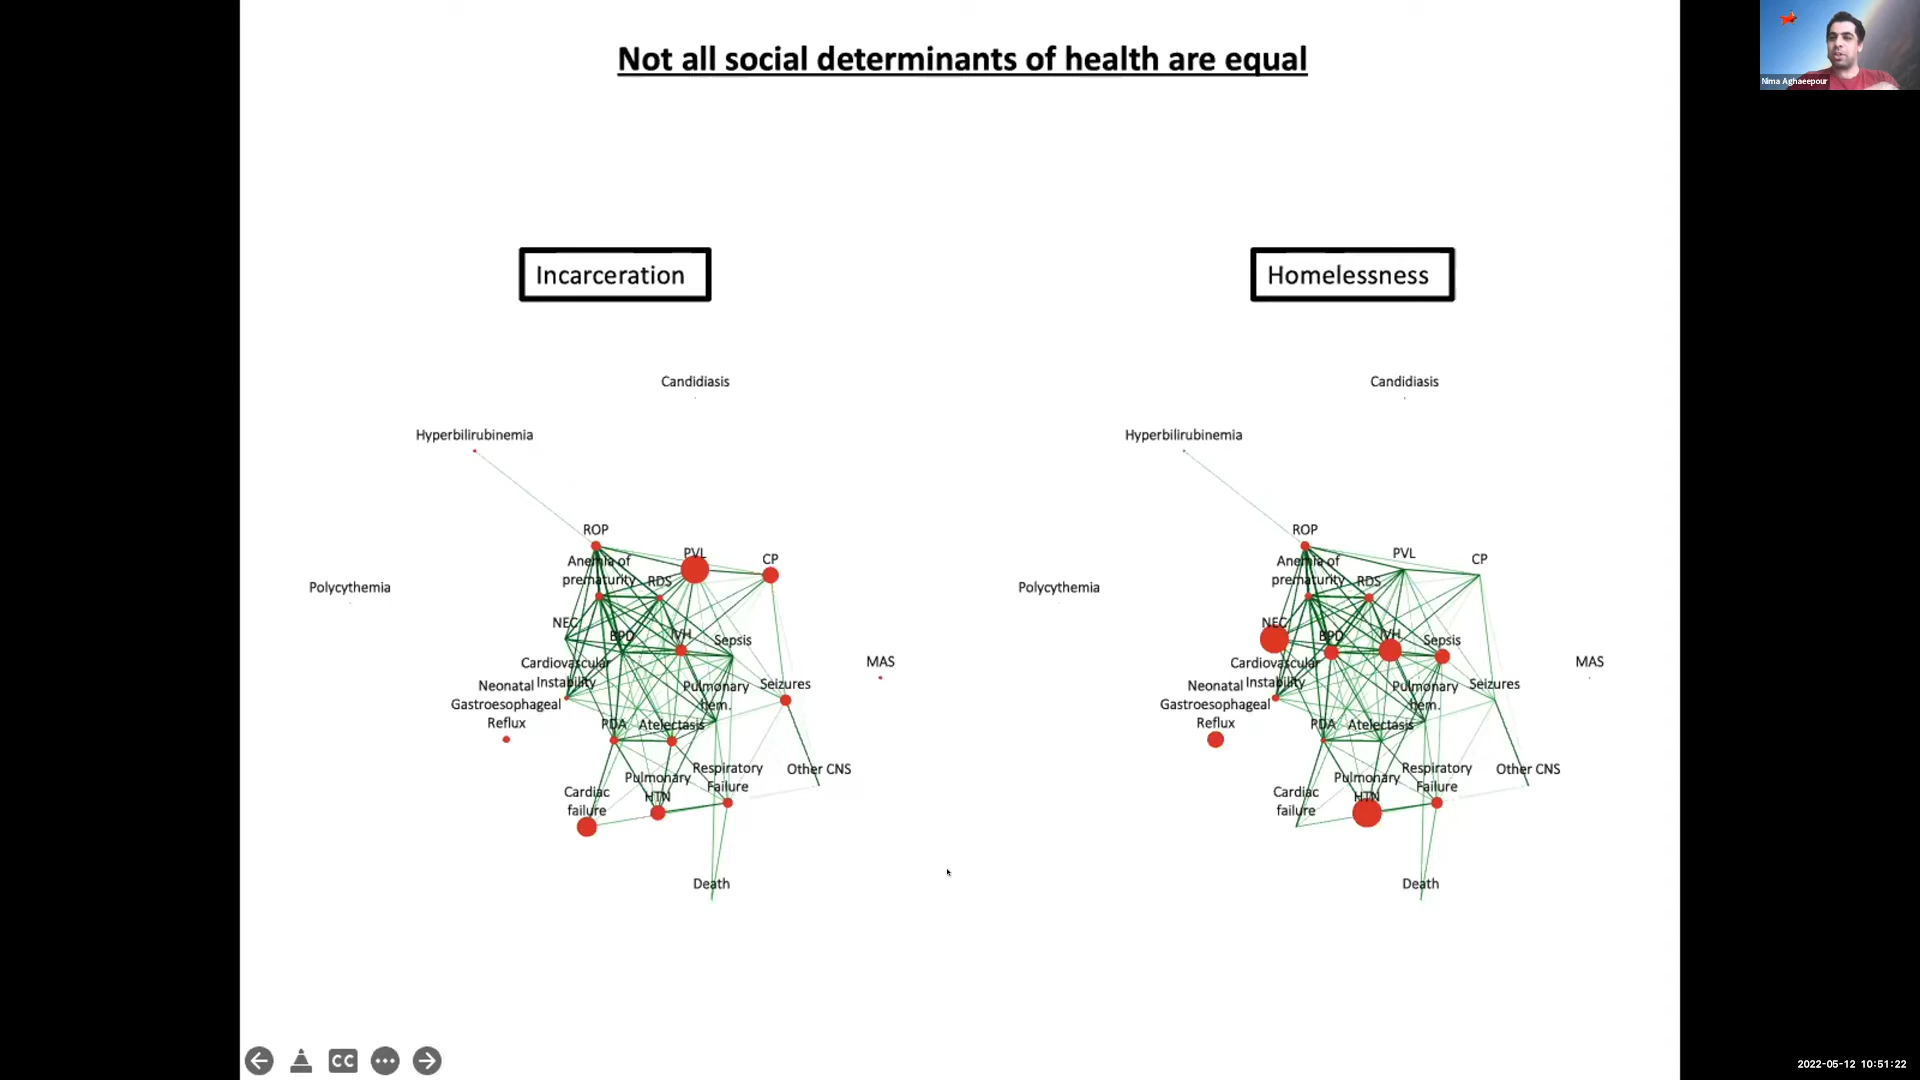 Not all social determinants of health are equal
Nima Aghaeepour
Incarceration
Candidiasis
Hyperbilirubinemia
ROP
Anemia of
prematurity
PVL
CP
RDS
Polycythemia
NEC
BPD
IVH
Sepsis
Cardiovascular
Instability
MAS
Neonatal
Gastroesophageal
Reflux
Pulmonary
hem.
Seizures
PDA
Atelectasis
Pulmonary
HTN
Respiratory
Failure
Other CNS
Cardiac
failure
Death
Homelessness
Candidiasis
Hyperbilirubinemia
ROP
Anemia of
prematurity
PVL
CP
RDS
Polycythemia
NEC
BPD
IVH
Sepsis
Cardiovascular
Instability
MAS
Neonatal
Gastroesophageal
Reflux
Pulmonary
hem.
Seizures
PDA
Atelectasis
Pulmonary
HTN
Respiratory
Failure
Other CNS
Cardiac
failure
Death
CC
2022-05-12 10:51:22